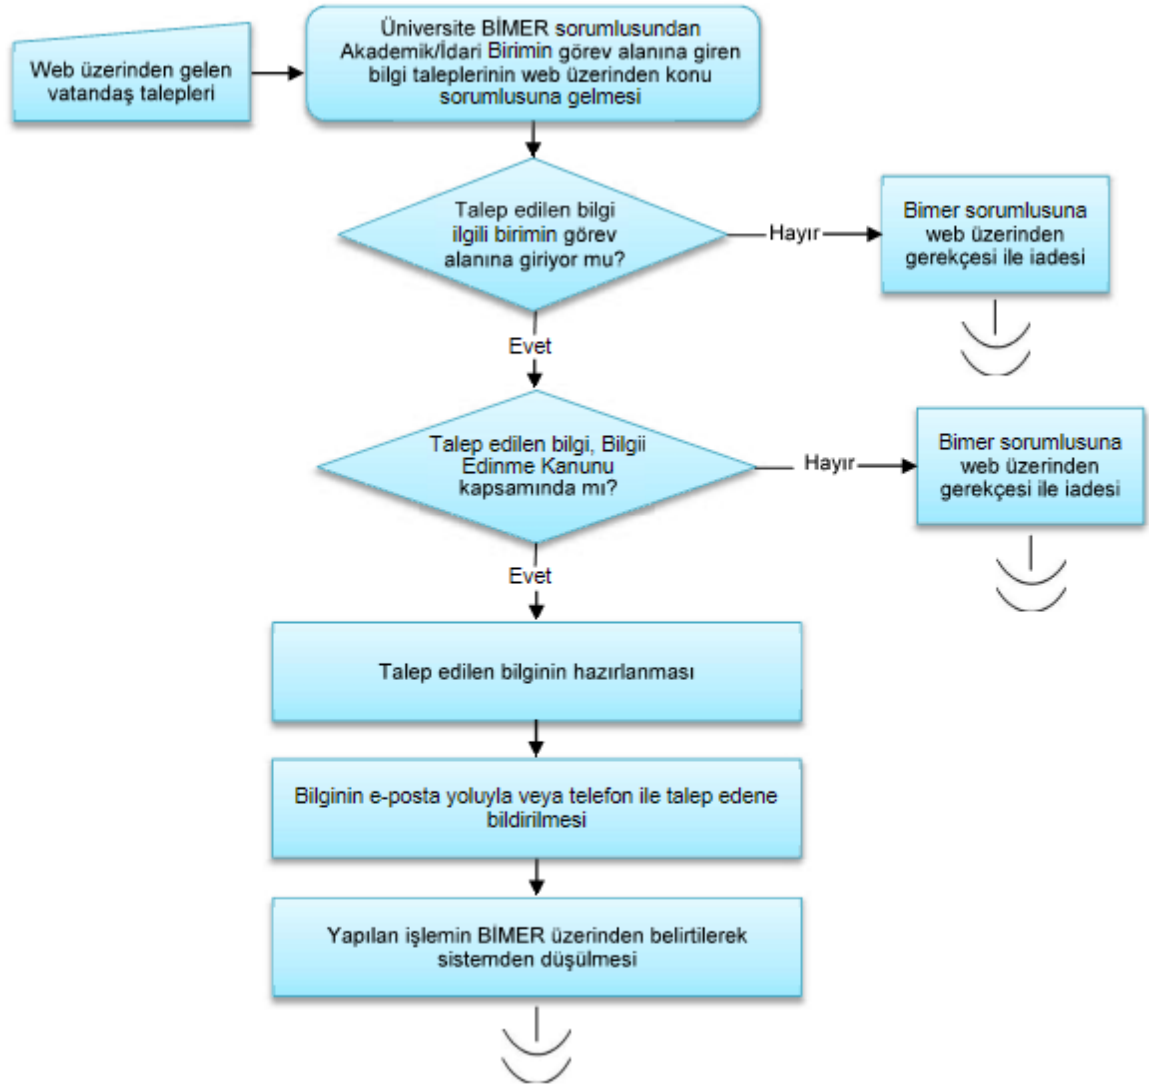 Web üzerinden gelen
vatandaş talepleri
Üniversite BİMER sorumlusundan
Akademik/İdari Birimin görev alanına giren
bilgi taleplerinin web üzerinden konu
sorumlusuna gelmesi
Talep edilen bilgi
ilgili birimin görev
alanına giriyor mu?
Hayır
Bimer sorumlusuna
web üzerinden
gerekçesi ile iadesi
Evet
Talep edilen bilgi, Bilgii
Edinme Kanunu
kapsamında mı?
Hayır
Bimer sorumlusuna
web üzerinden
gerekçesi ile iadesi
Evet
Talep edilen bilginin hazırlanması
Bilginin e-posta yoluyla veya telefon ile talep edene
bildirilmesi
Yapılan işlemin BİMER üzerinden belirtilerek
sistemden düşülmesi